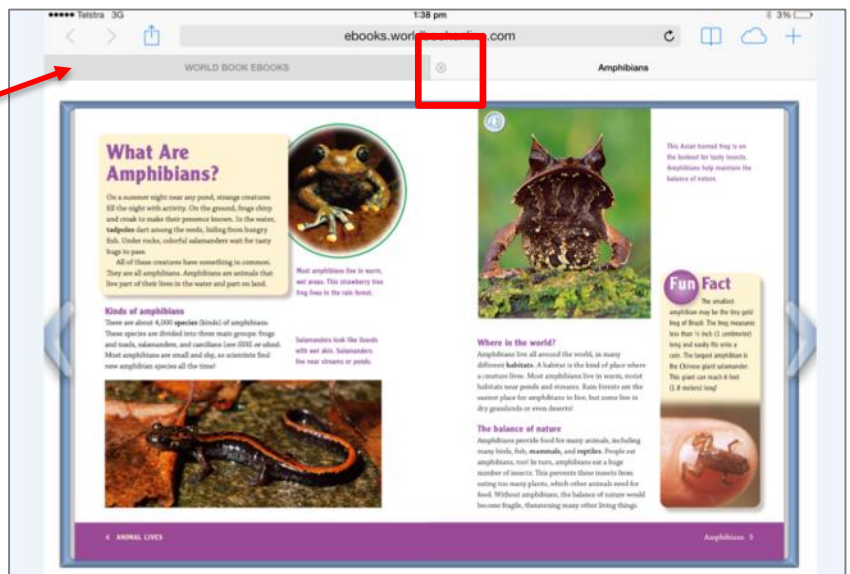 Telstra 3G 1:38 pm 3%
ebooks.worldbookonline.com
WORLD BOOK EBOOKS
Amphibians
What Are
Amphibians?
On a summer night near any pond, strange creatures
fill the night with activity. On the ground, frogs chirp
and croak to make their presence known. In the water,
tadpoles dart among the reeds, hiding from hungry
fish. Under rocks, colorful salamanders wait for tasty
bugs to pass.
All of these creatures have something in common.
They are all amphibians. Amphibians are animals that
live part of their lives in the water and part on land.
Most amphibians live in warm,
wet areas. This strawberry tree
frog lives in the rain forest.
Kinds of amphibians
There are about 4,000 species (kinds) of amphibians.
These species are divided into three main groups: frogs
and toads, salamanders, and caecilians (see
Most amphibians are small and shy, so scientists find
new amphibian species all the time!
Salamanders look like lizards
with wet skin. Salamanders
live near streams or ponds.
4 ANIMAL LIVES
This Asian horned frog is on
the lookout for tasty insects.
Amphibians help maintain the
balance of nature.
Fun Fact
The smallest
amphibian may be the tiny gold
frog of Brazil. The frog measures
less than ½ inch (1 centimeter)
long and easily fits onto a
coin. The largest amphibian is
the Chinese giant salamander.
This giant can reach 6 feet
(1.8 meters) long!
Where in the world?
Amphibians live all around the world, in many
different habitats. A habitat is the kind of place where
a creature lives. Most amphibians live in warm, moist
habitats near ponds and streams. Rain forests are the
easiest place for amphibians to live, but some live in
dry grasslands or even deserts!
The balance of nature
Amphibians provide food for many animals, including
many birds, fish, mammals, and reptiles. People eat
amphibians, too! In turn, amphibians eat a huge
number of insects. This prevents these insects from
eating too many plants, which other animals need for
food. Without amphibians, the balance of nature would
become fragile, threatening many other living things.
Amphibians 5